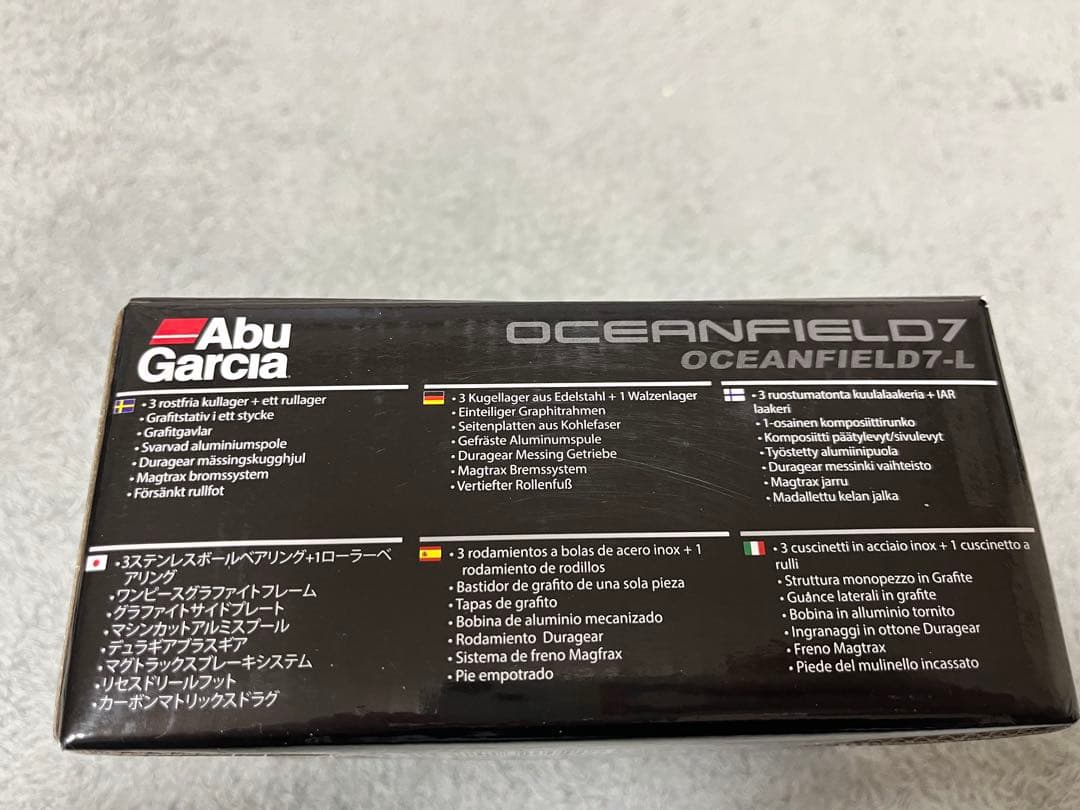 Abu
Garcia
OCEANFIELD7
OCEANFIELD7-L
• 3 rostfria kullager + ett rullager
• Grafitstativ i ett stycke
• Grafitgavlar
• Svarvad aluminiumspole
• Duragear mässingskugghjul
• Magtrax bromssystem
• Försänkt rullfot
• 3 Kugellager aus Edelstahl + 1 Walzenlager
• Einteiliger Graphitrahmen
• Seitenplatten aus Kohlefaser
• Gefräste Aluminumspule
• Duragear Messing Getriebe
• Magtrax Bremssystem
• Vertiefter Rollenfuß
• 3 ruostumatonta kuulalaakeria + IAR
laakeri
• 1-osainen komposiittirunko
• Komposiitti päätylevyt/sivulevyt
• Työstetty alumiinipuola
• Duragear messinki vaihteisto
• Magtrax jarru
• Madallettu kelan jalka
• 3ステンレスボールベアリング+1ローラーベ
アリング
• ワンピースグラファイトフレーム
• グラファイトサイドプレート
• マシンカットアルミスプール
• デュラギアブラスギア
• マグトラックスブレーキシステム
• リセスドリールフット
• カーボンマトリックスドラグ
• 3 rodamientos a bolas de acero inox + 1
rodamiento de rodillos
• Bastidor de grafito de una sola pieza
• Tapas de grafito
• Bobina de aluminio mecanizado
• Rodamiento Duragear
• Sistema de freno Magfrax
• Pie empotrado
• 3 cuscinetti in acciaio inox + 1 cuscinetto a
rulli
• Struttura monopezzo in Grafite
• Guance laterali in grafite
• Bobina in alluminio tornito
• Ingranaggi in ottone Duragear
• Freno Magtrax
• Piede del mulinello incassato